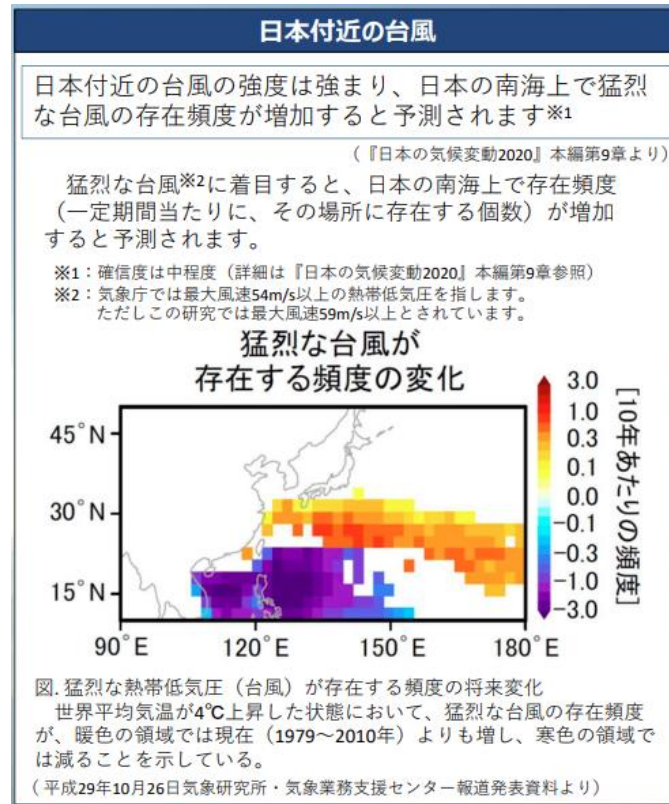 日本付近の台風
日本付近の台風の強度は強まり、日本の南海上で猛烈
な台風の存在頻度が増加すると予測されます※1
（『日本の気候変動2020』本編第9章より）
猛烈な台風※2に着目すると、日本の南海上で存在頻度
（一定期間当たりに、その場所に存在する個数）が増加
すると予測されます。
※1：確信度は中程度（詳細は『日本の気候変動2020』本編第9章参照）
※2：気象庁では最大風速54m/s以上の熱帯低気圧を指します。
ただしこの研究では最大風速59m/s以上とされています。
猛烈な台風が
存在する頻度の変化
45°N
30°N
15°N
90°E
120°E
150°E
180°E
3.0
1.0
0.3
0.1
0.0
-0.1
-0.3
-1.0
-3.0
[10年あたりの頻度]
図. 猛烈な熱帯低気圧（台風）が存在する頻度の将来変化
世界平均気温が4℃上昇した状態において、猛烈な台風の存在頻度
が、暖色の領域では現在（1979～2010年）よりも増し、寒色の領域で
は減ることを示している。
（平成29年10月26日気象研究所・気象業務支援センター報道発表資料より）